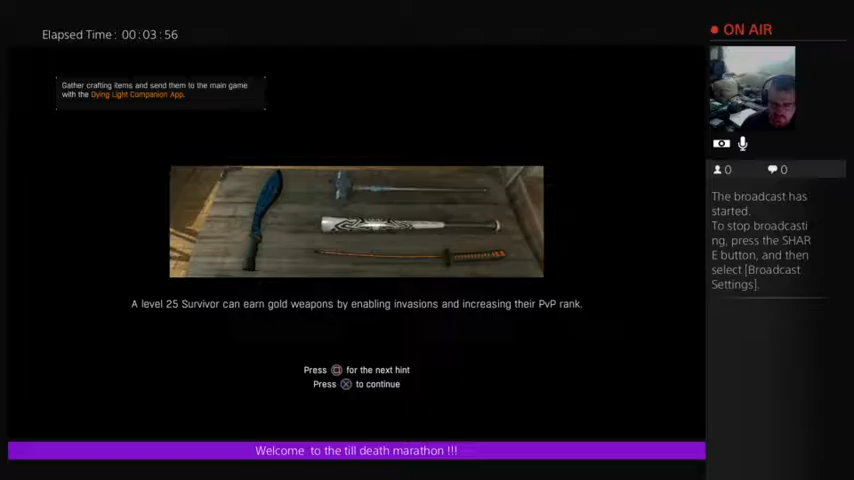 Elapsed Time: 00:03:56
ON AIR
Gather crafting items and send them to the main game
with the Dying Light Companion App.
0 0
The broadcast has
started.
To stop broadcasti
ng, press the SHAR
E button, and then
select [Broadcast
Settings].
A level 25 Survivor can earn gold weapons by enabling invasions and increasing their PvP rank.
Press for the next hint
Press to continue
Welcome to the till death marathon !!!